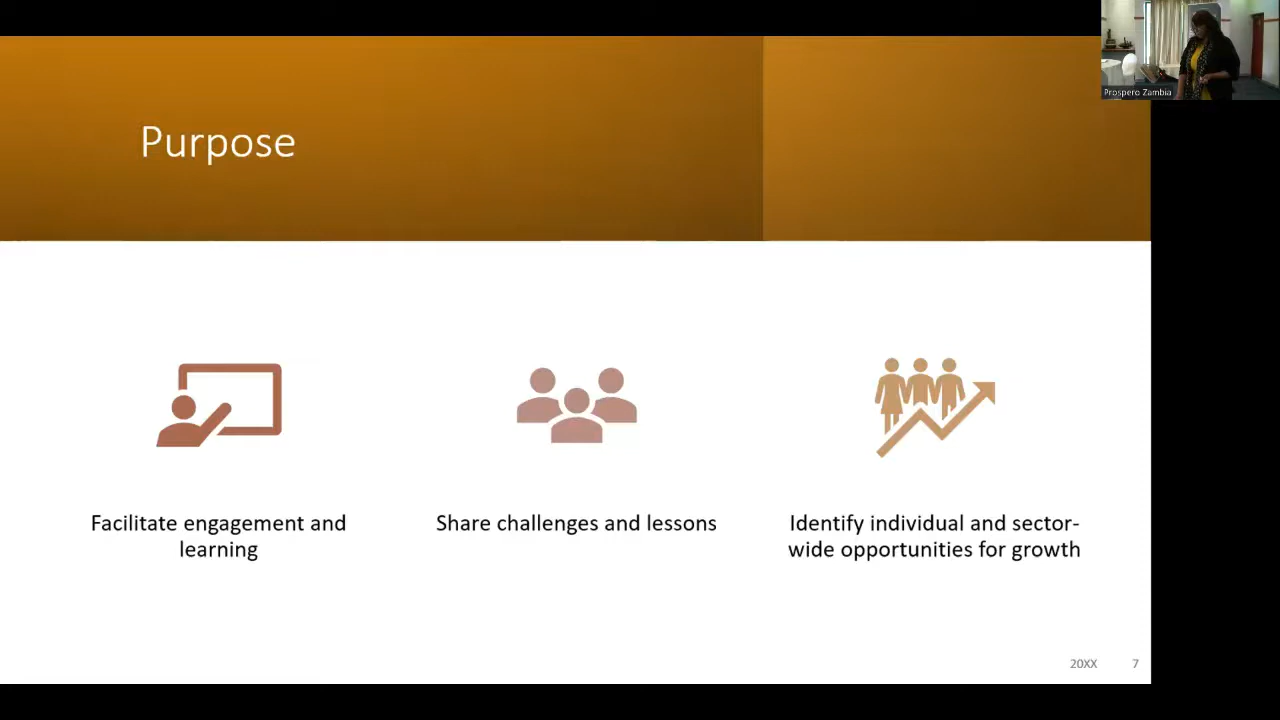 Prospero Zambia
Purpose
Facilitate engagement and
learning
Share challenges and lessons
Identify individual and sector-
wide opportunities for growth
20XX
7